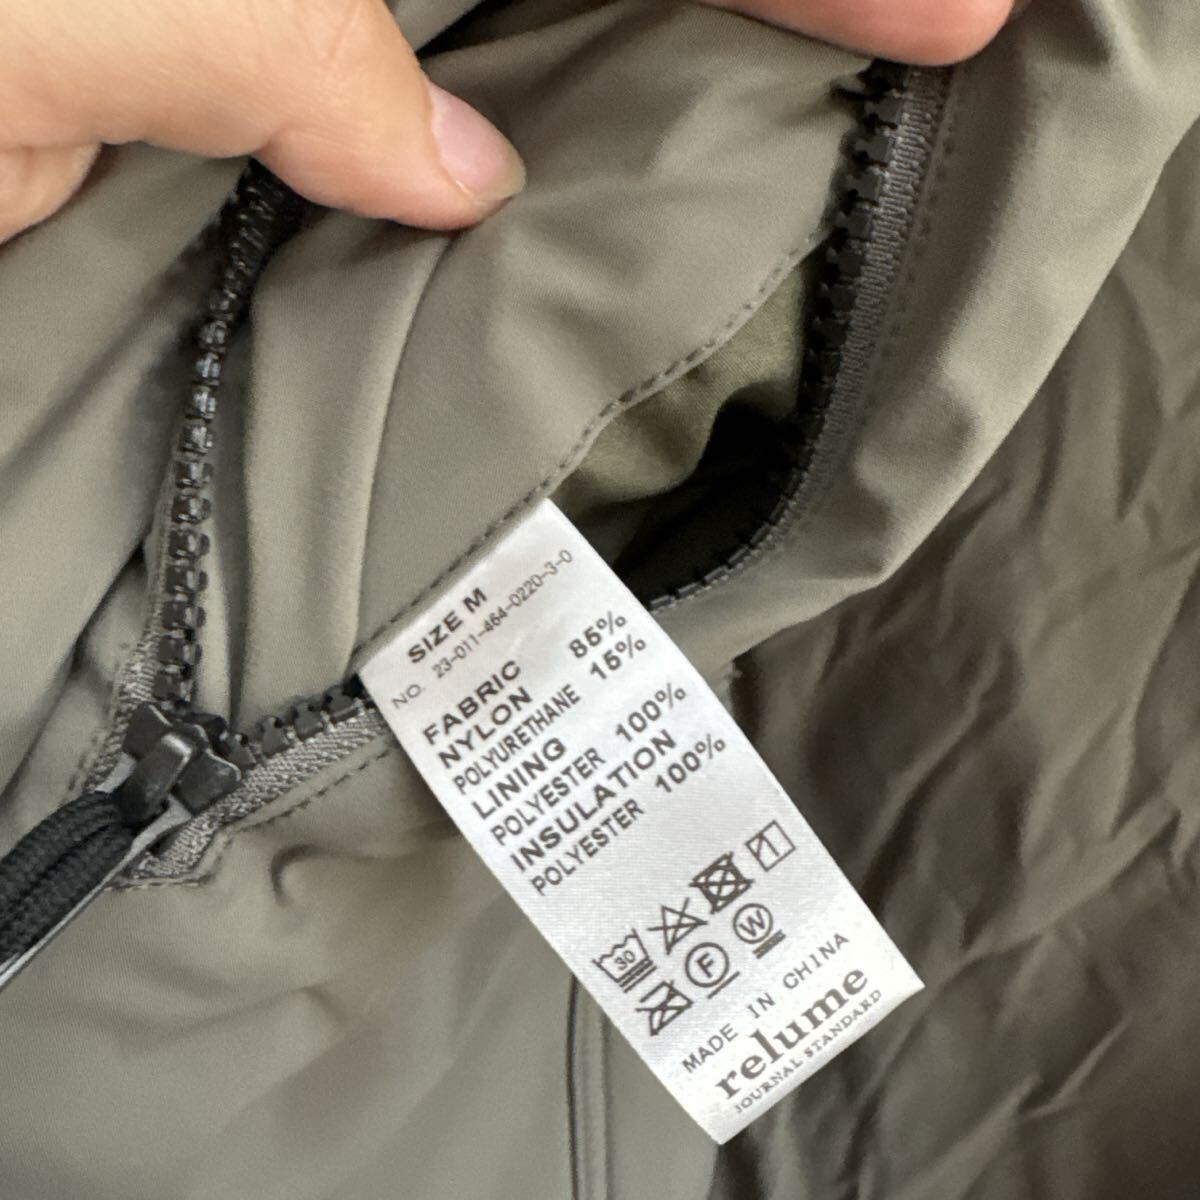 SIZE M
NO. 23-011-464-0220-3-0
FABRIC
NYLON 85%
POLYURETHANE 15%
LINING
POLYESTER 100%
INSULATION
POLYESTER 100%
30
F
W
MADE IN CHINA
relume
JOURNAL STANDARD